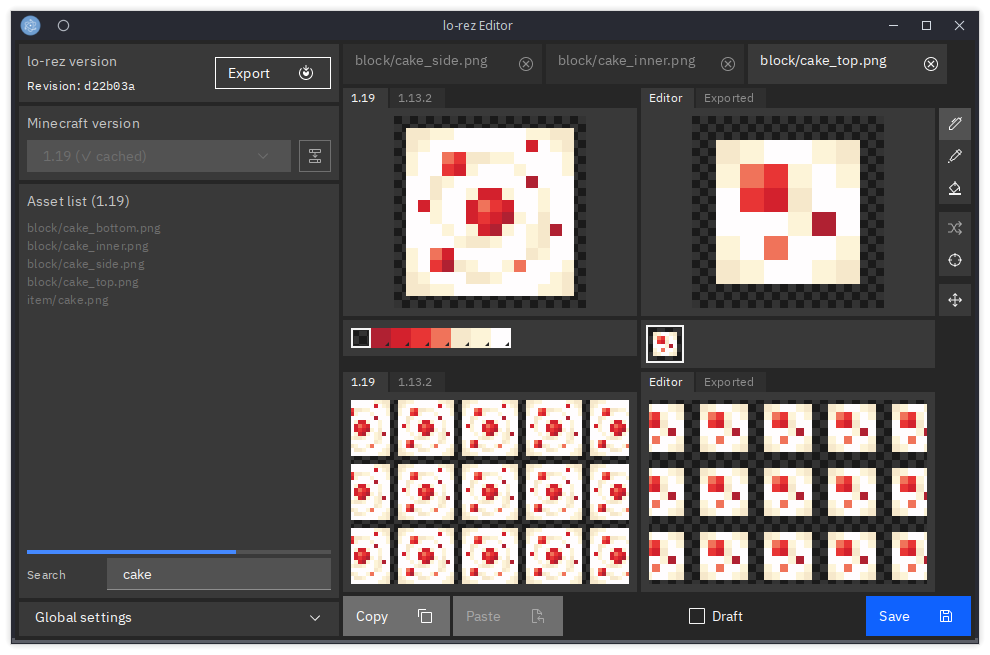 lo-rez Editor
lo-rez version
Revision: d22b03a
Export
Minecraft version
1.19 (√ cached)
Asset list (1.19)
block/cake_bottom.png
block/cake_inner.png
block/cake_side.png
block/cake_top.png
item/cake.png
Search
cake
Global settings
block/cake_side.png
block/cake_inner.png
block/cake_top.png
1.19
1.13.2
Editor
Exported
1.19
1.13.2
Editor
Exported
Copy
Paste
Draft
Save